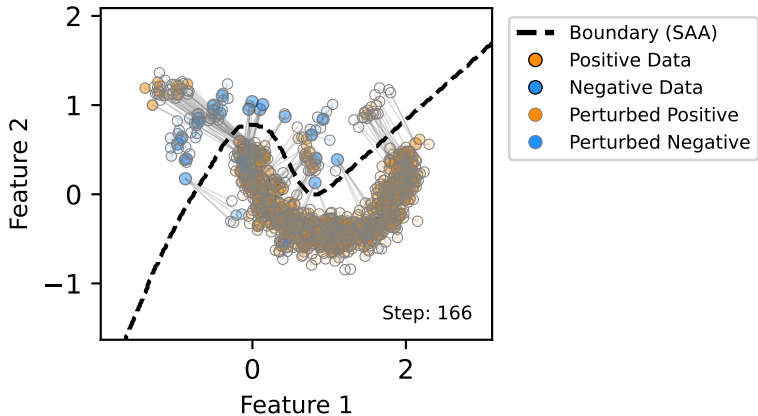 2
1
0
−1
0
2
Feature 1
Feature 2
Step: 166
Boundary (SAA)
Positive Data
Negative Data
Perturbed Positive
Perturbed Negative